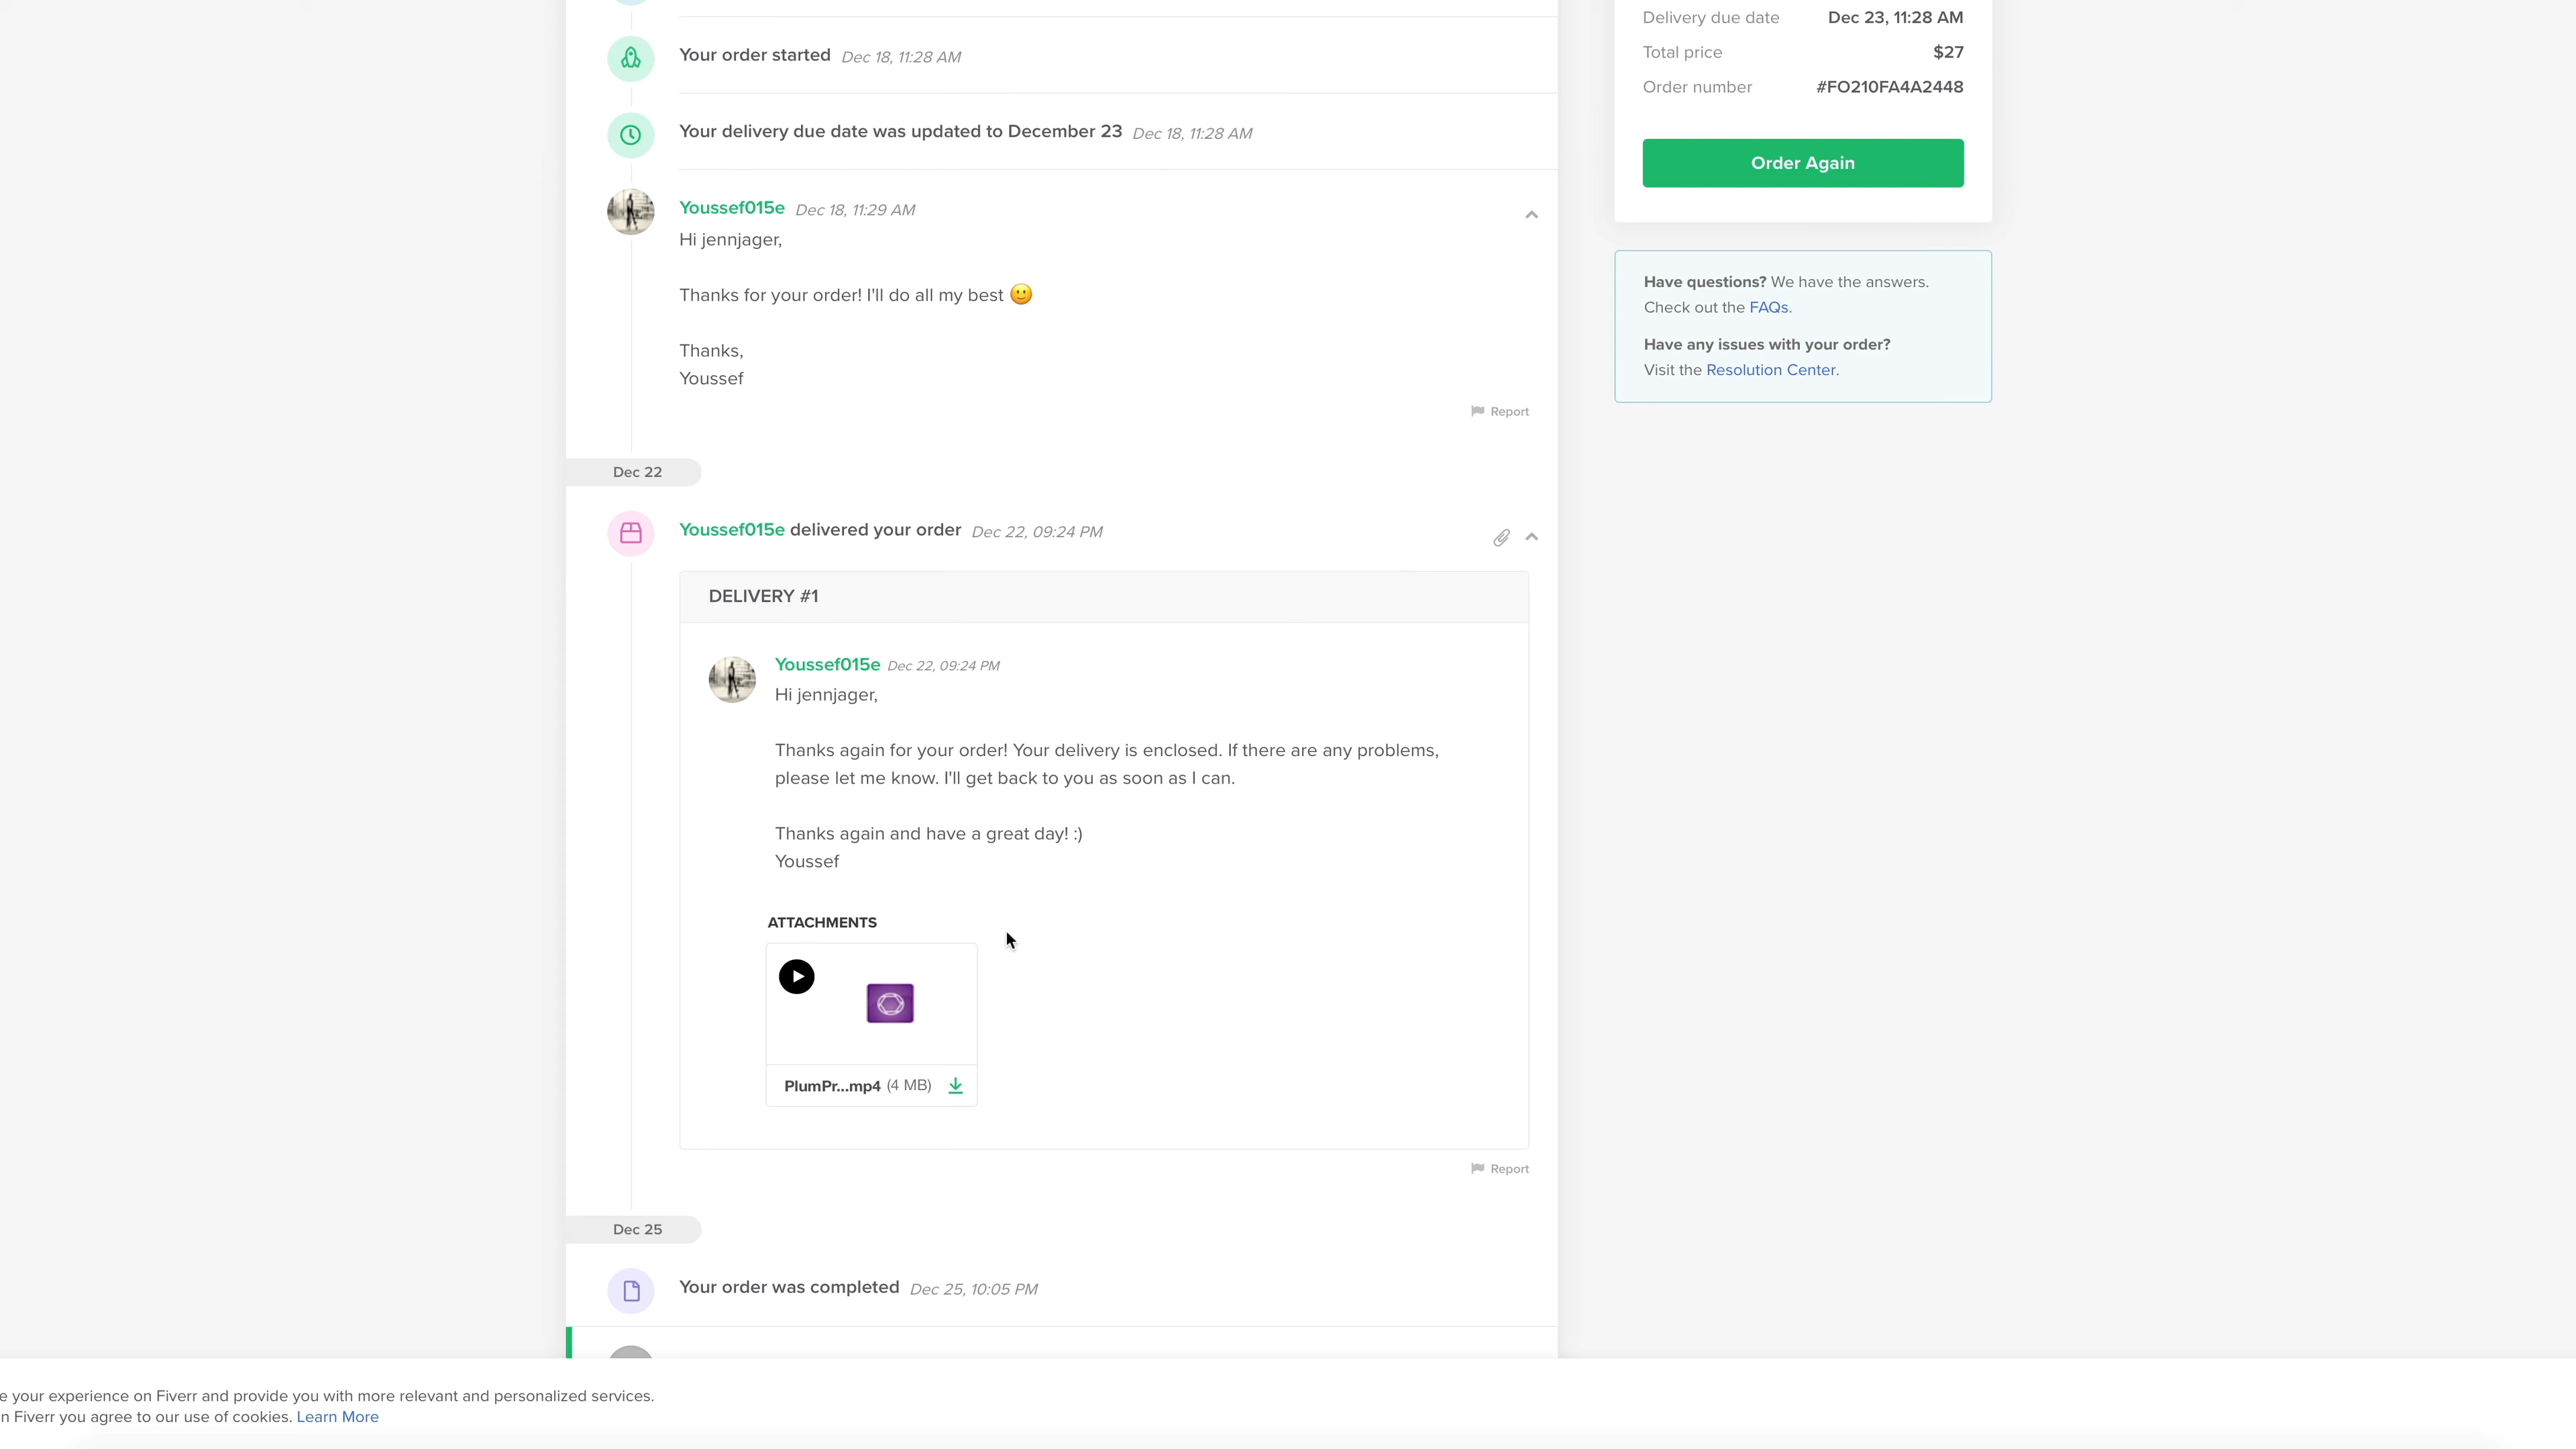 Your order started Dec 18, 11:28 AM
Your delivery due date was updated to December 23 Dec 18, 11:28 AM
Youssef015e Dec 18, 11:29 AM
Hi jennjager,
Thanks for your order! I'll do all my best 🙂
Thanks,
Youssef
Report
Dec 22
Youssef015e delivered your order Dec 22, 09:24 PM
DELIVERY #1
Youssef015e Dec 22, 09:24 PM
Hi jennjager,
Thanks again for your order! Your delivery is enclosed. If there are any problems,
please let me know. I'll get back to you as soon as I can.
Thanks again and have a great day! :)
Youssef
ATTACHMENTS
PlumPr...mp4 (4 MB)
Report
Dec 25
Your order was completed Dec 25, 10:05 PM
Delivery due date Dec 23, 11:28 AM
Total price $27
Order number #FO210FA4A2448
Order Again
Have questions? We have the answers.
Check out the FAQs.
Have any issues with your order?
Visit the Resolution Center.
e your experience on Fiverr and provide you with more relevant and personalized services.
n Fiverr you agree to our use of cookies. Learn More